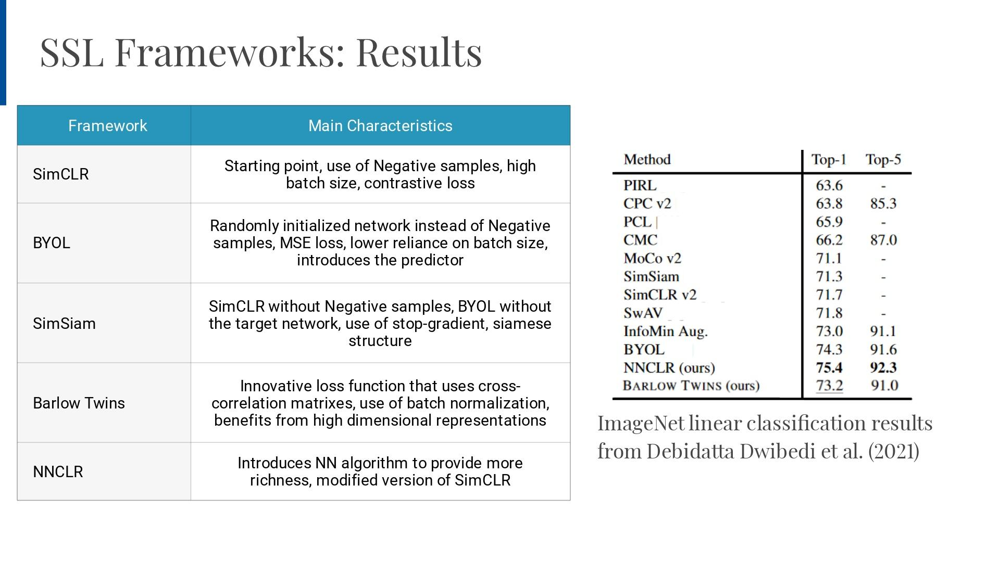 SSL Frameworks: Results
Framework Main Characteristics
SimCLR
Starting point, use of Negative samples, high
batch size, contrastive loss
BYOL
Randomly initialized network instead of Negative
samples, MSE loss, lower reliance on batch size,
introduces the predictor
SimSiam
SimCLR without Negative samples, BYOL without
the target network, use of stop-gradient, siamese
structure
Barlow Twins
Innovative loss function that uses cross-
correlation matrixes, use of batch normalization,
benefits from high dimensional representations
NNCLR
Introduces NN algorithm to provide more
richness, modified version of SimCLR
Method Top-1 Top-5
PIRL 63.6 -
CPC v2 63.8 85.3
PCL 65.9 -
CMC 66.2 87.0
MoCo v2 71.1 -
SimSiam 71.3 -
SimCLR v2 71.7 -
SwAV 71.8 -
InfoMin Aug. 73.0 91.1
BYOL 74.3 91.6
NNCLR (ours) 75.4 92.3
BARLOW TWINS (ours) 73.2 91.0
ImageNet linear classification results
from Debidatta Dwibedi et al. (2021)